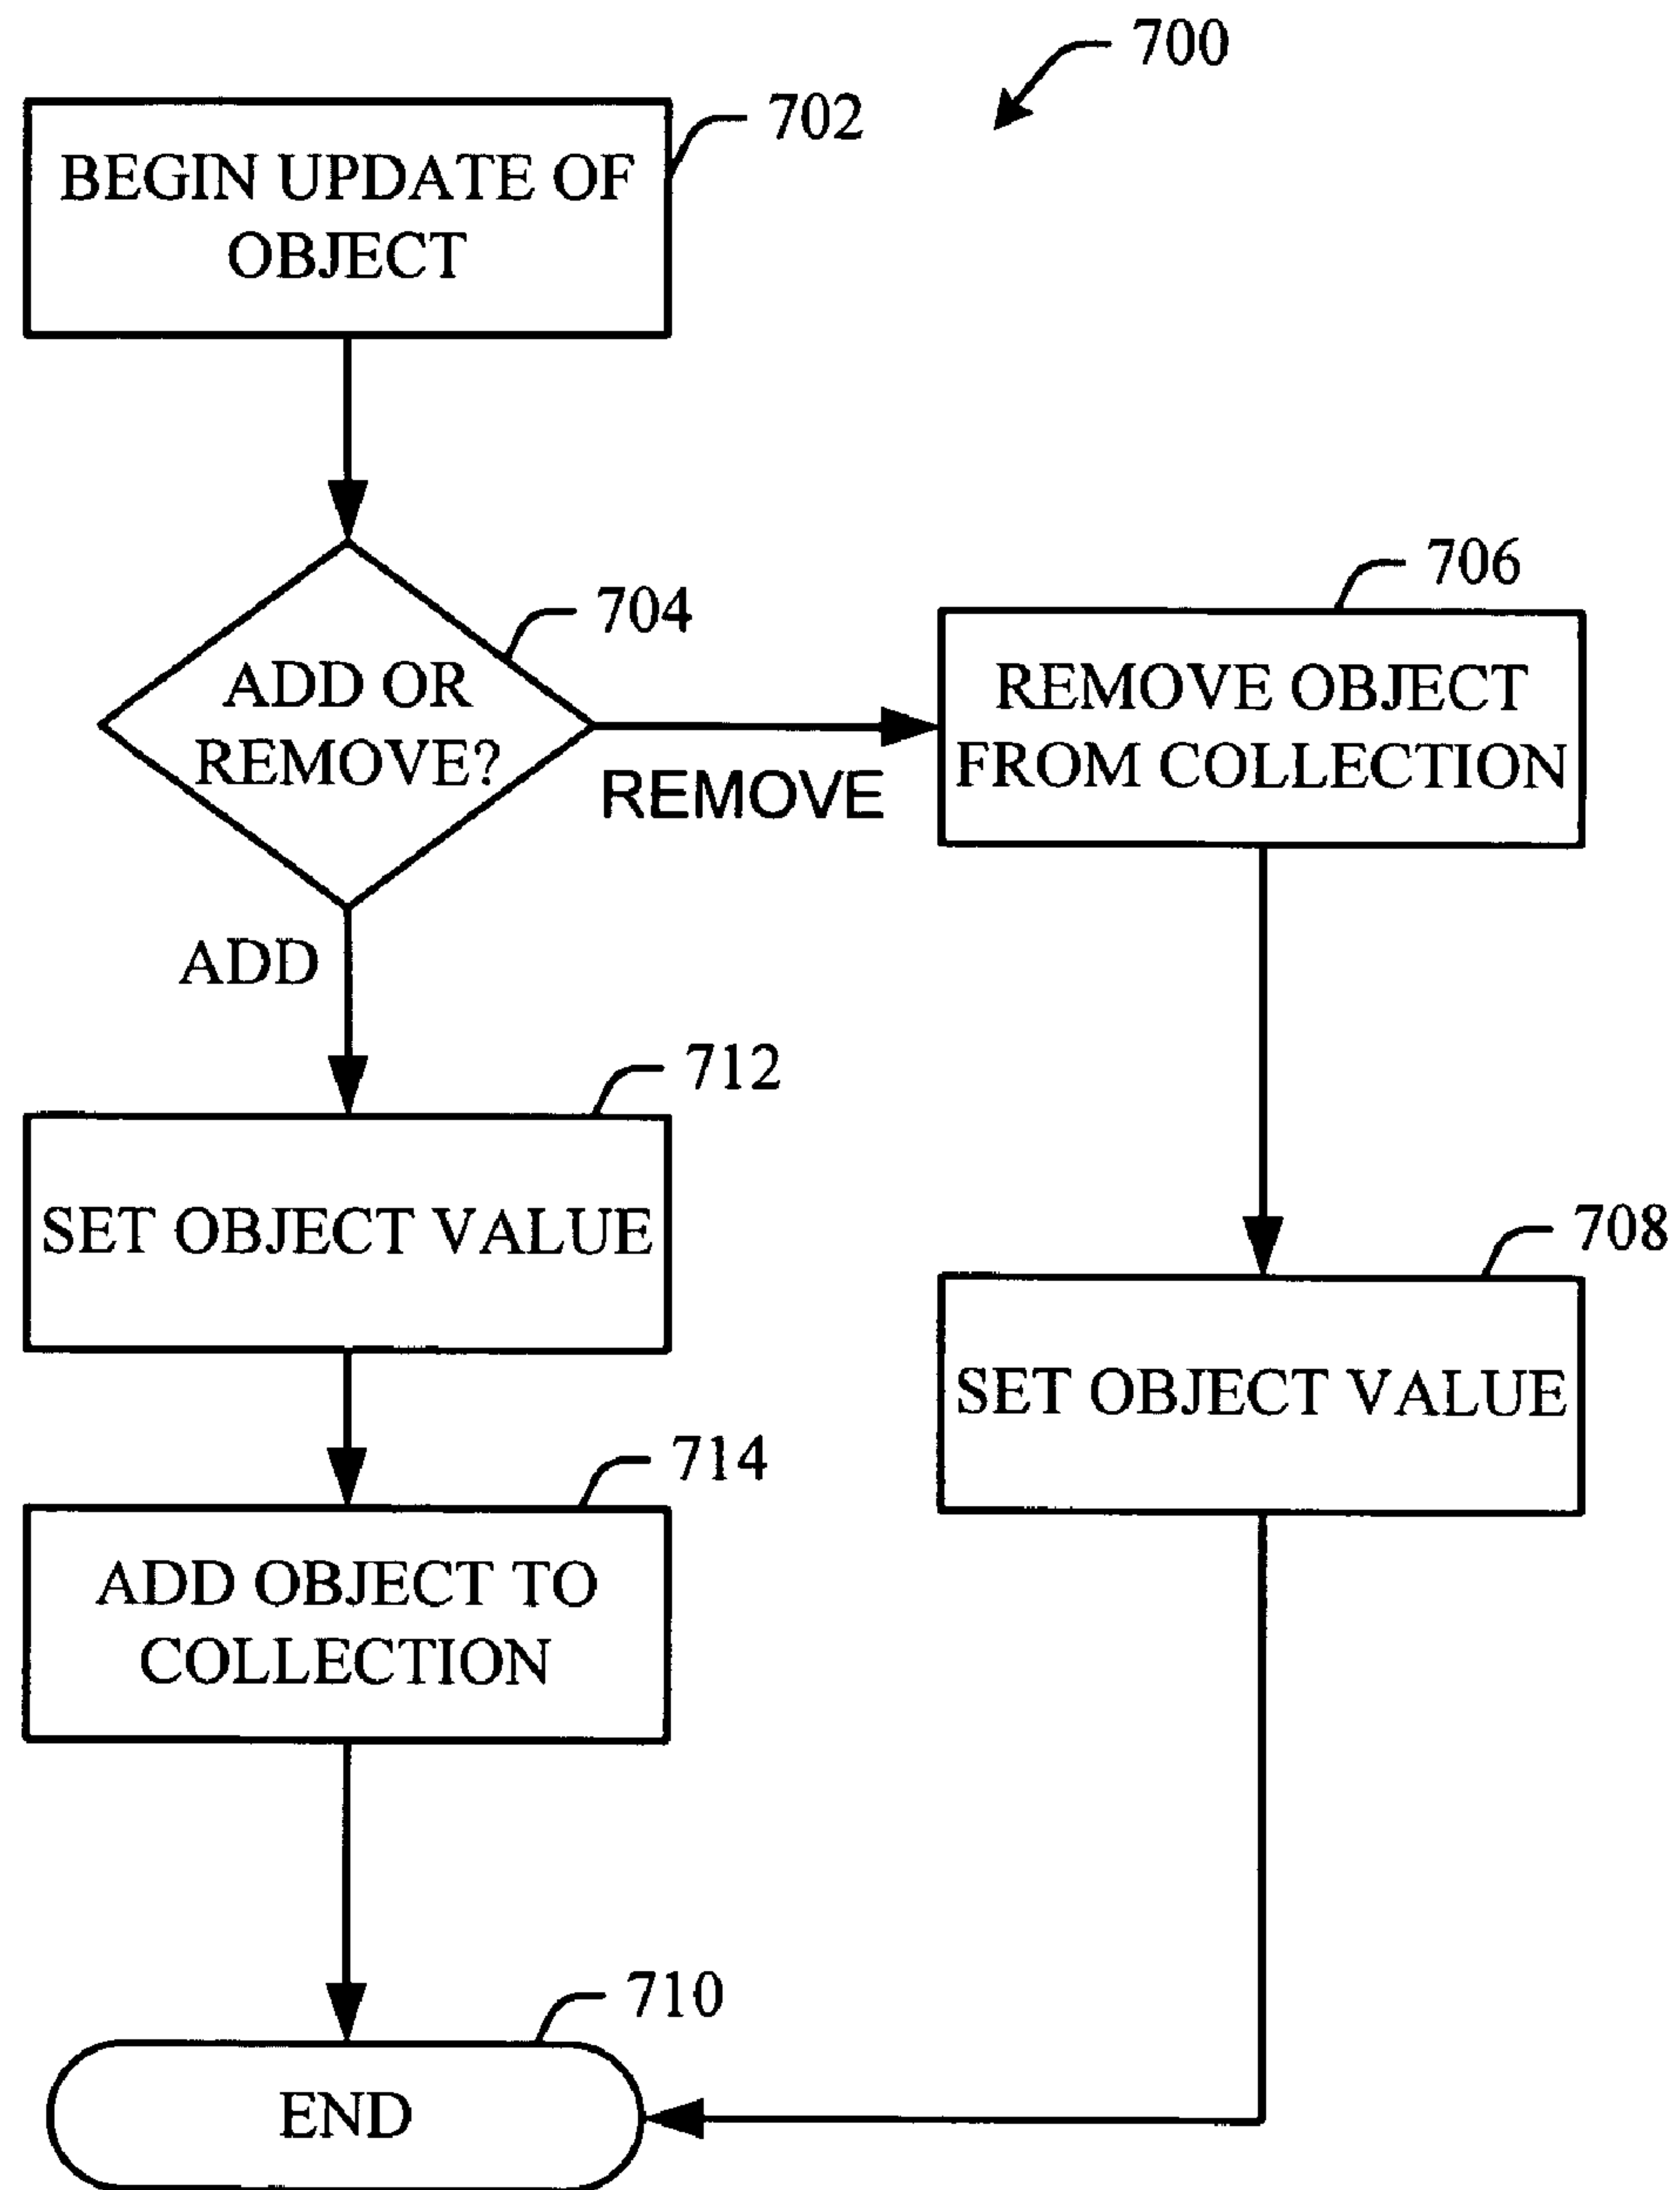 700
702
BEGIN UPDATE OF
OBJECT
704
ADD OR
REMOVE?
REMOVE
706
REMOVE OBJECT
FROM COLLECTION
ADD
712
SET OBJECT VALUE
708
SET OBJECT VALUE
714
ADD OBJECT TO
COLLECTION
710
END